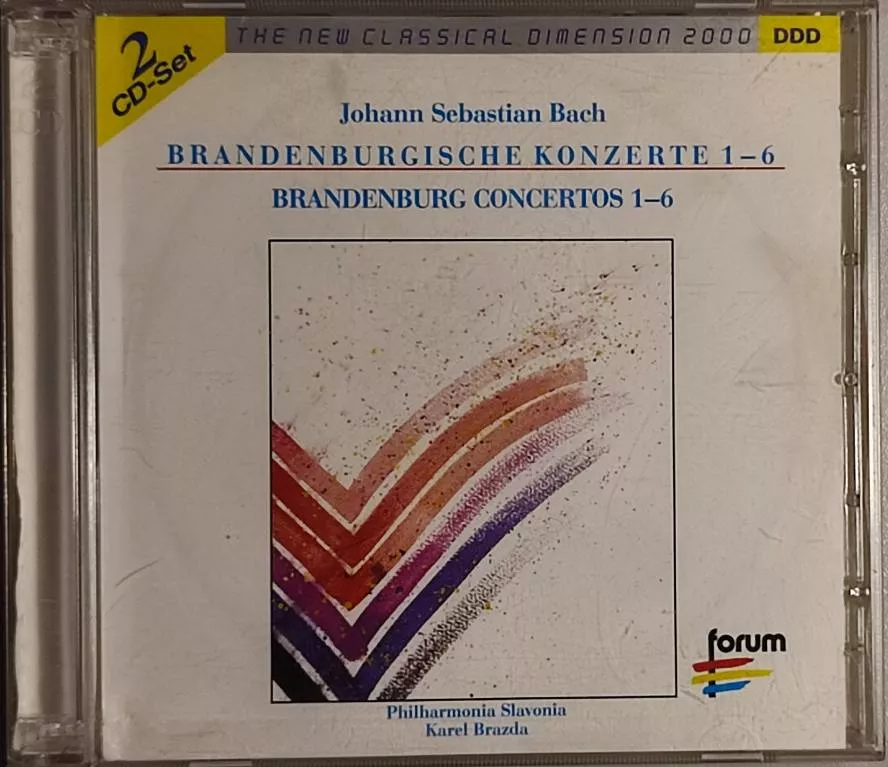 2
CD-Set
THE NEW CLASSICAL DIMENSION 2000
DDD
Johann Sebastian Bach
BRANDENBURGISCHE KONZERTE 1–6
BRANDENBURG CONCERTOS 1–6
forum
Philharmonia Slavonia
Karel Brazda